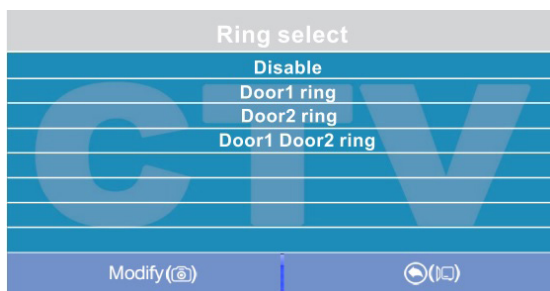 Ring select
Disable
Door1 ring
Door2 ring
Door1 Door2 ring
CTV
Modify()
()